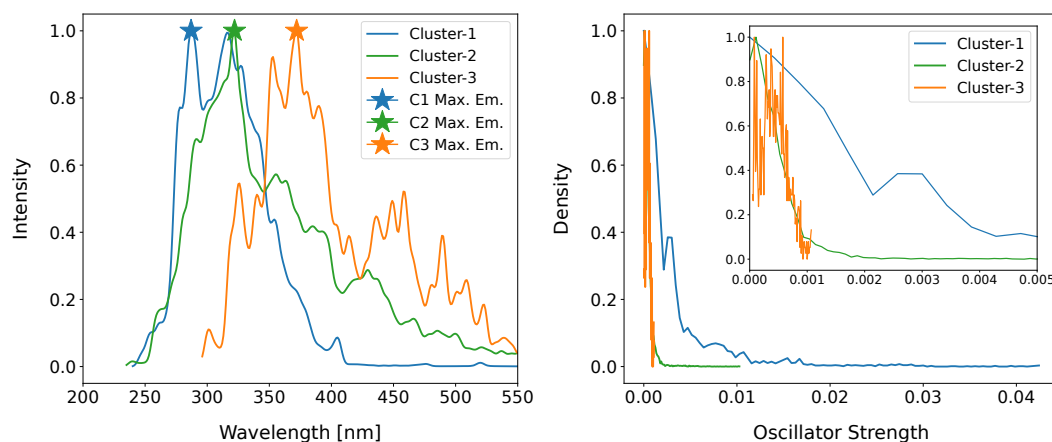 1.0
0.8
0.6
0.4
0.2
0.0
Intensity
200
250
300
350
400
450
500
550
Wavelength [nm]
Cluster-1
Cluster-2
Cluster-3
C1 Max. Em.
C2 Max. Em.
C3 Max. Em.
1.0
0.8
0.6
0.4
0.2
0.0
Density
0.00
0.01
0.02
0.03
0.04
Oscillator Strength
1.0
0.8
0.6
0.4
0.2
0.0
0.000
0.001
0.002
0.003
0.004
0.005
Cluster-1
Cluster-2
Cluster-3